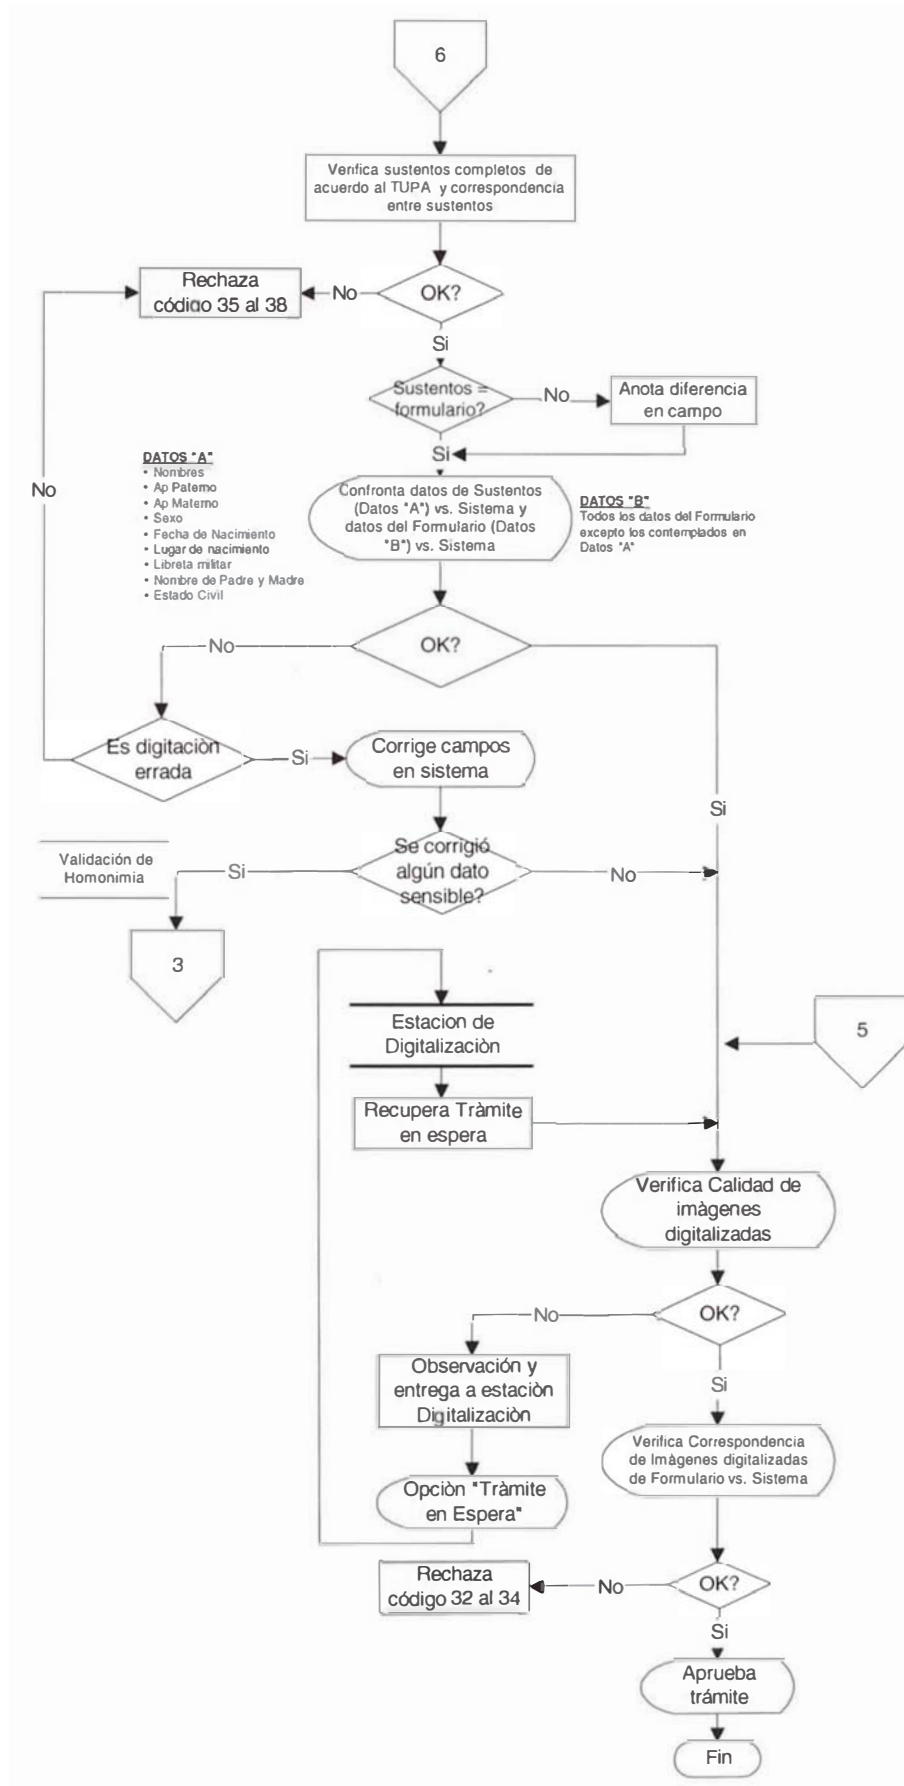 6
Verifica sustentos completos de
acuerdo al TUPA y correspondencia
entre sustentos
Rechaza
código 35 al 38
No
OK?
Si
Sustentos =
formulario?
No
Anota diferencia
en campo
Si
No
DATOS "A"
• Nombres
• Ap Paterno
• Ap Materno
• Sexo
• Fecha de Nacimiento
• Lugar de nacimiento
• Libreta militar
• Nombre de Padre y Madre
• Estado Civil
Confronta datos de Sustentos
(Datos "A") vs. Sistema y
datos del Formulario (Datos
"B") vs. Sistema
DATOS "B"
Todos los datos del Formulario
excepto los contemplados en
Datos "A"
No
OK?
Es digitaciòn
errada
Si
Corrige campos
en sistema
Si
Validación de
Homonimia
Si
Se corrigió
algún dato
sensible?
No
3
Estacion de
Digitalizaciòn
5
Recupera Tràmite
en espera
Verifica Calidad de
imàgenes
digitalizadas
No
OK?
Observación y
entrega a estaciòn
Digitalizaciòn
Si
Verifica Correspondencia
de Imàgenes digitalizadas
de Formulario vs. Sistema
Opciòn "Tràmite
en Espera"
Rechaza
código 32 al 34
No
OK?
Si
Aprueba
trámite
Fin